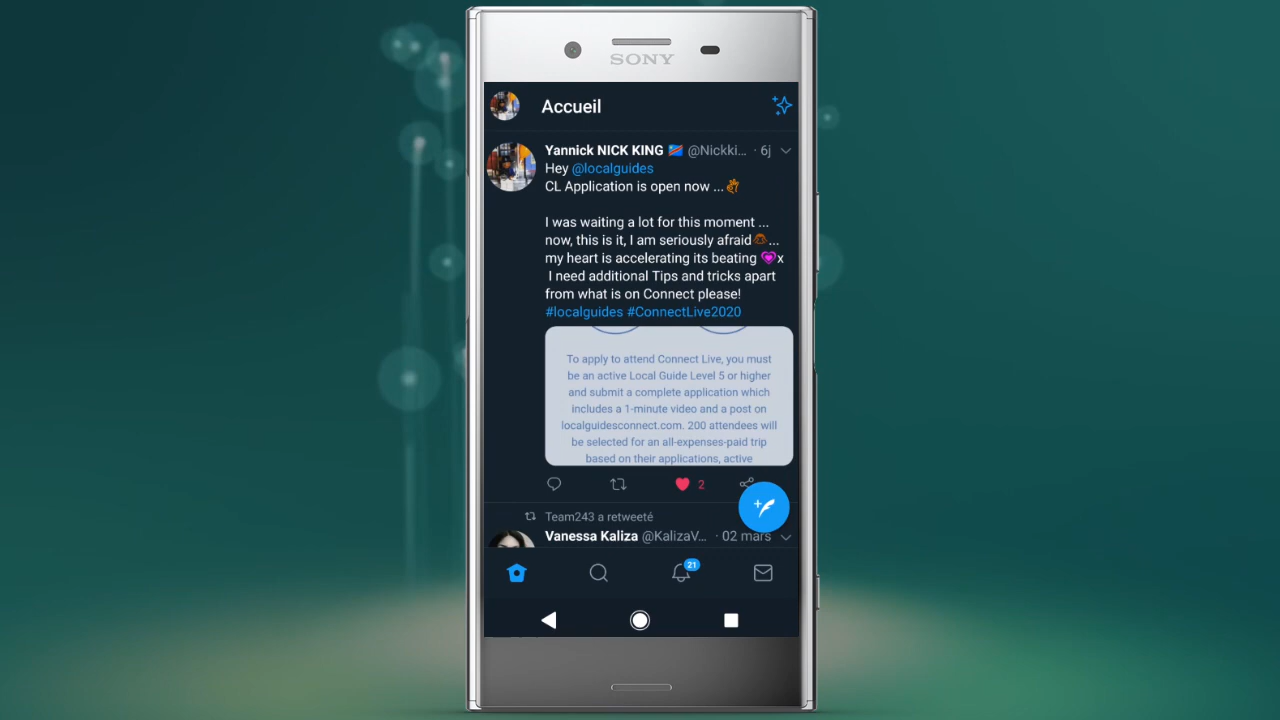 SONY
Accueil
Yannick NICK KING 🇨🇩 @Nickki... · 6j
Hey @localguides
CL Application is open now ...👌
I was waiting a lot for this moment ...
now, this is it, I am seriously afraid🙈...
my heart is accelerating its beating 💗x
I need additional Tips and tricks apart
from what is on Connect please!
#localguides #ConnectLive2020
To apply to attend Connect Live, you must
be an active Local Guide Level 5 or higher
and submit a complete application which
includes a 1-minute video and a post on
localguidesconnect.com. 200 attendees will
be selected for an all-expenses-paid trip
based on their applications, active
2
Team243 a retweeté
Vanessa Kaliza @KalizaV... · 02 mars
21